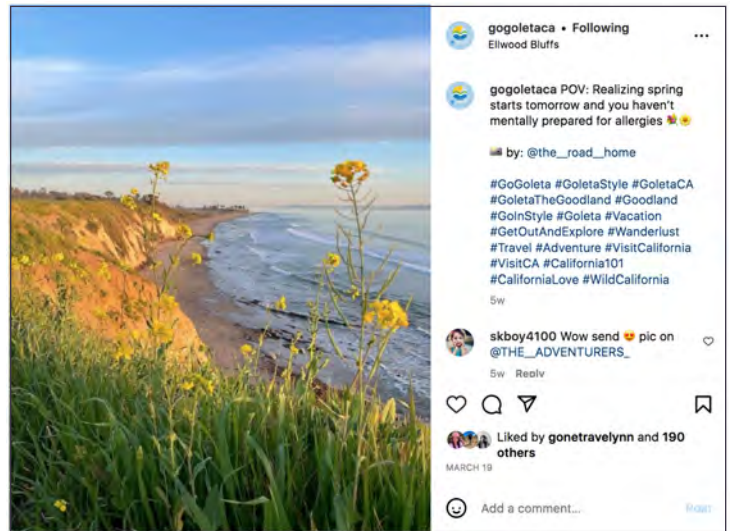 gogoletaca • Following
Ellwood Bluffs
gogoletaca POV: Realizing spring
starts tomorrow and you haven't
mentally prepared for allergies 💐🌼
📷 by: @the__road__home
#GoGoleta #GoletaStyle #GoletaCA
#GoletaTheGoodland #Goodland
#GoInStyle #Goleta #Vacation
#GetOutAndExplore #Wanderlust
#Travel #Adventure #VisitCalifornia
#VisitCA #California101
#CaliforniaLove #WildCalifornia
5w
skboy4100 Wow send 😍 pic on
@THE__ADVENTURERS_
5w Reply
Liked by gonetravelynn and 190
others
MARCH 19
Add a comment...
Post